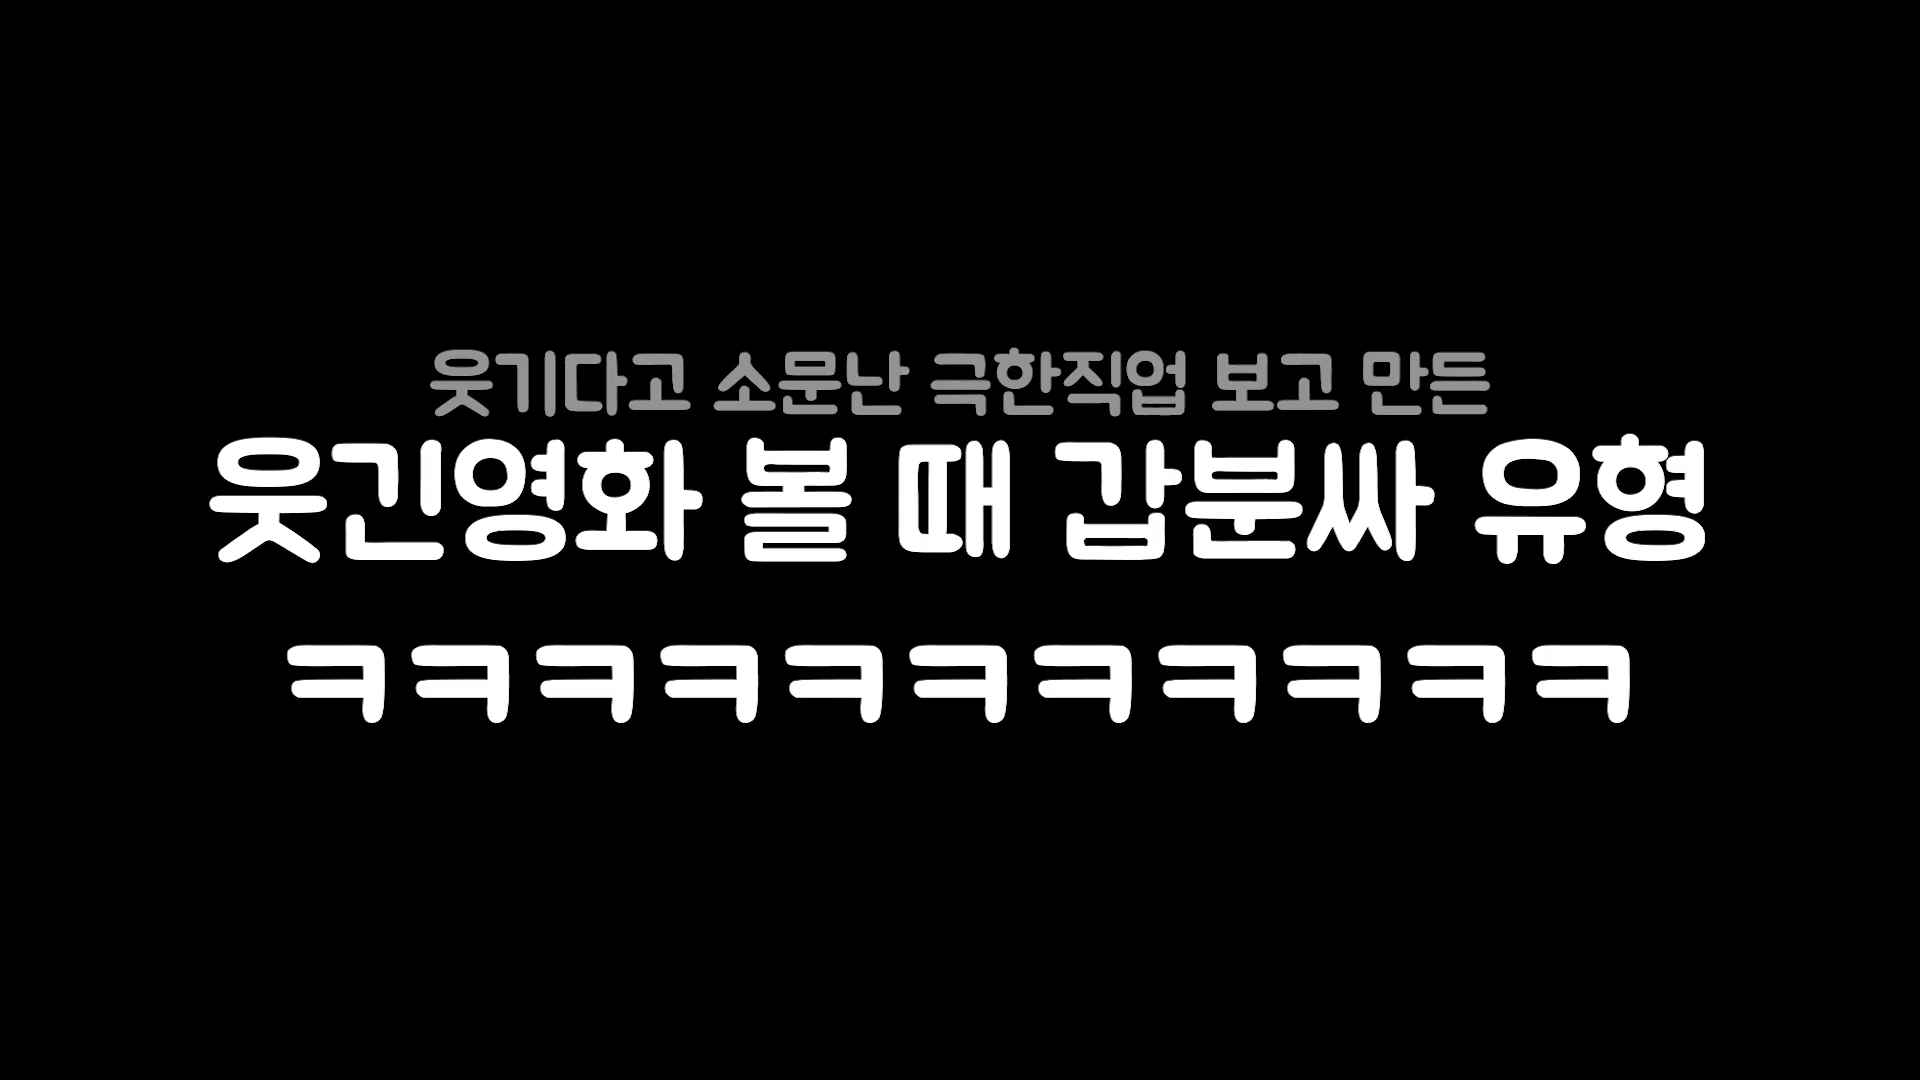 웃기다고 소문난 극한직업 보고 만든
웃긴영화 볼 때 갑분싸 유형
ㅋㅋㅋㅋㅋㅋㅋㅋㅋㅋㅋ